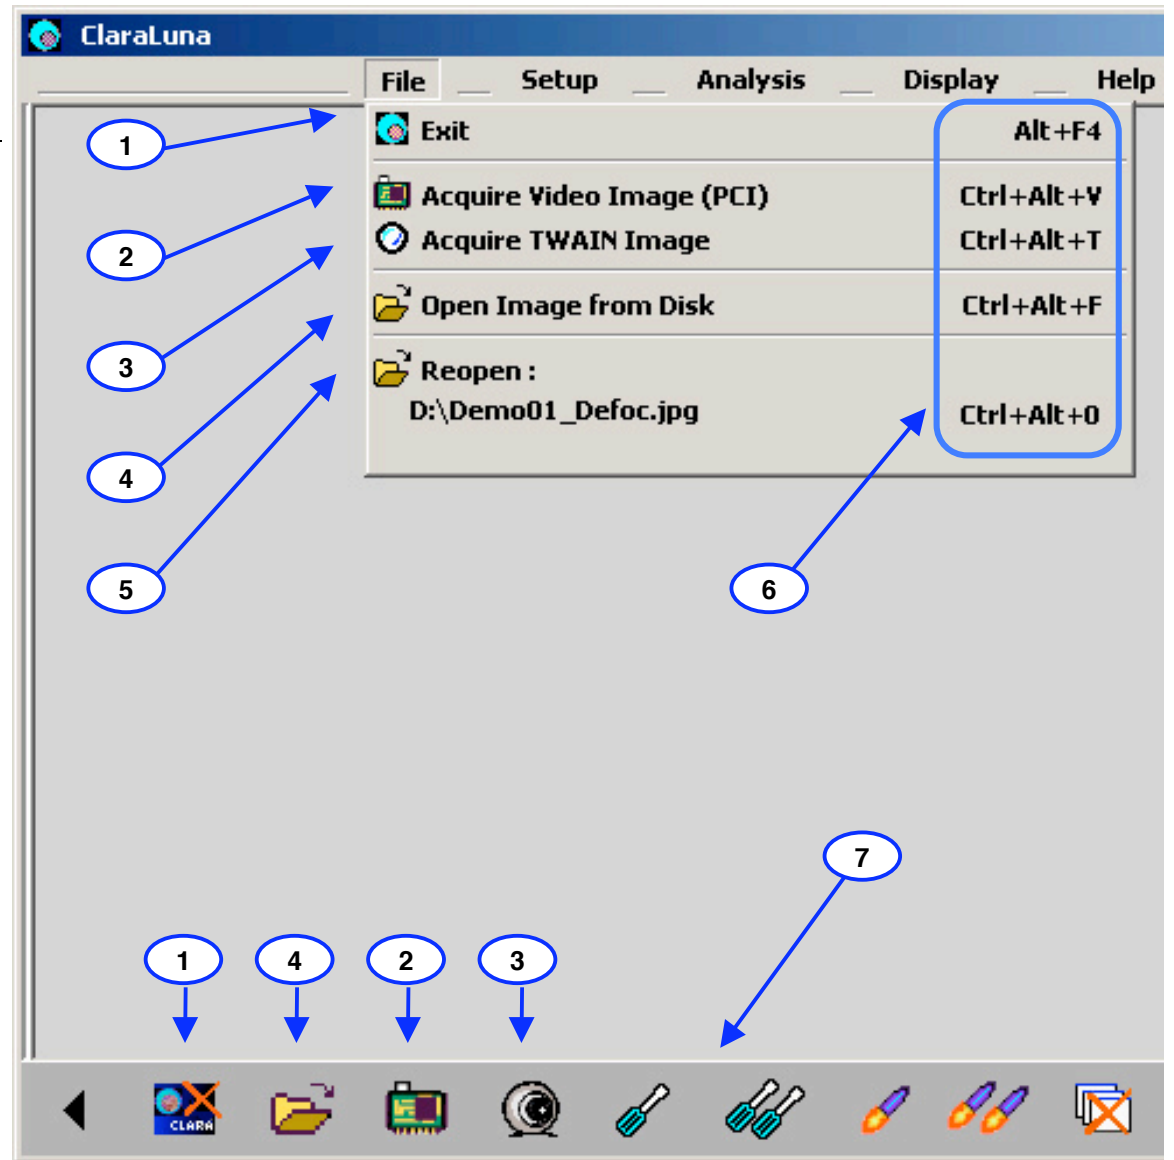 ClaraLuna
File Setup Analysis Display Help
1
Exit Alt+F4
2
Acquire Video Image (PCI) Ctrl+Alt+V
3
Acquire TWAIN Image Ctrl+Alt+T
4
Open Image from Disk Ctrl+Alt+F
5
Reopen :
D:\Demo01_Defoc.jpg Ctrl+Alt+0
6
7
1 4 2 3
CLARA